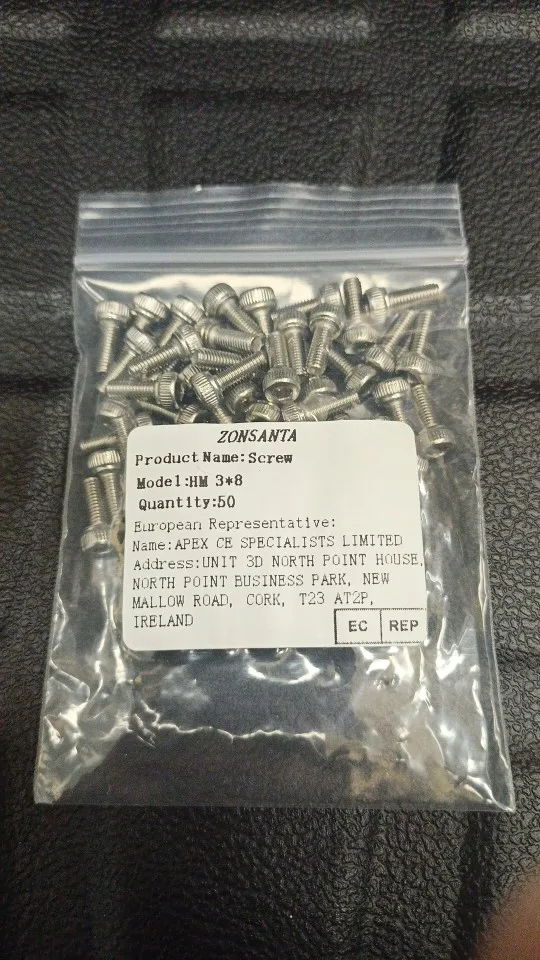 ZONSANTA
Product Name:Screw
Model:HM 3*8
Quantity:50
European Representative:
Name:APEX CE SPECIALISTS LIMITED
Address:UNIT 3D NORTH POINT HOUSE,
NORTH POINT BUSINESS PARK, NEW
MALLOW ROAD, CORK, T23 AT2P,
IRELAND
EC REP